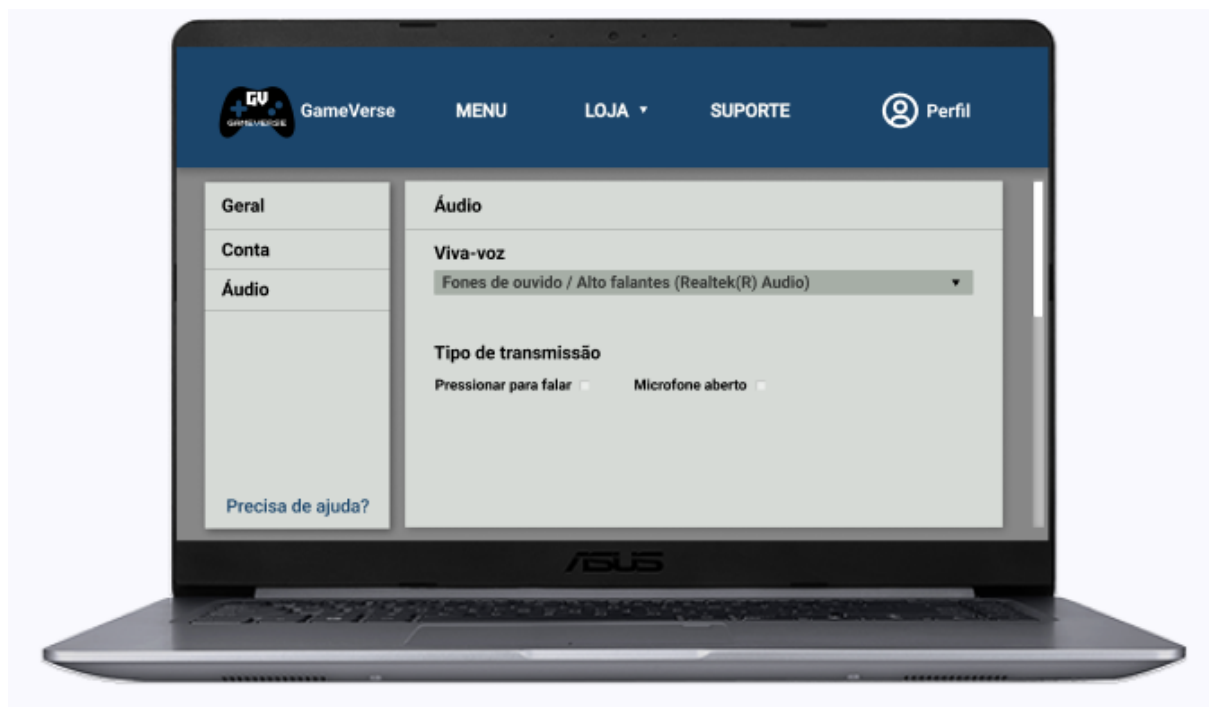 GV
GAMEVERSE
GameVerse
MENU
LOJA ▾
SUPORTE
Perfil
Geral
Conta
Áudio
Precisa de ajuda?
Áudio
Viva-voz
Fones de ouvido / Alto falantes (Realtek(R) Audio)
Tipo de transmissão
Pressionar para falar
Microfone aberto
ASUS